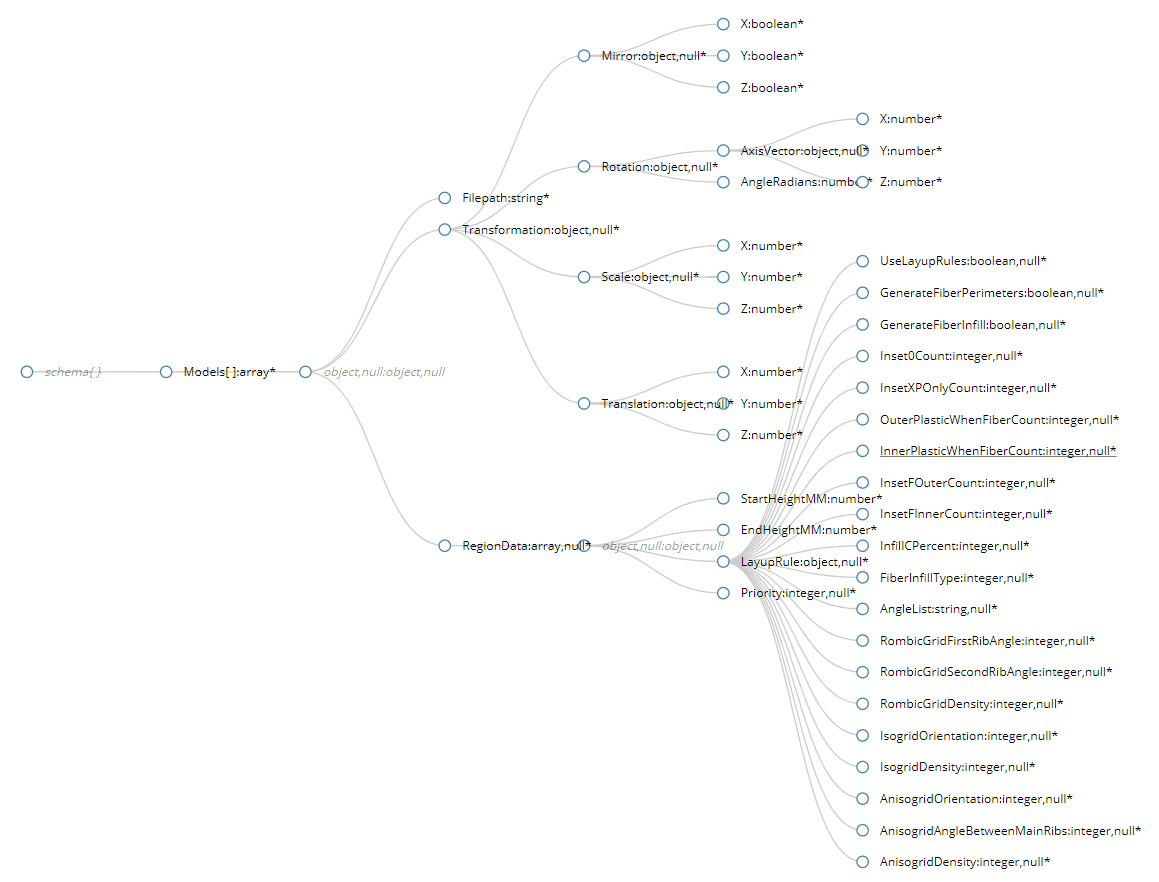 X:boolean*
Mirror:object,null*
Y:boolean*
Z:boolean*
X:number*
AxisVector:object,null*
Y:number*
Rotation:object,null*
AngleRadians:number*
Z:number*
Filepath:string*
Transformation:object,null*
X:number*
UseLayupRules:boolean,null*
Scale:object,null*
Y:number*
GenerateFiberPerimeters:boolean,null*
Z:number*
GenerateFiberInfill:boolean,null*
Inset0Count:integer,null*
schema{ }
Models[ ]:array*
object,null:object,null
X:number*
InsetXPOnlyCount:integer,null*
Translation:object,null*
Y:number*
OuterPlasticWhenFiberCount:integer,null*
Z:number*
InnerPlasticWhenFiberCount:integer,null*
InsetFOuterCount:integer,null*
StartHeightMM:number*
InsetFInnerCount:integer,null*
EndHeightMM:number*
RegionData:array,null*
object,null:object,null
InfillCPercent:integer,null*
LayupRule:object,null*
FiberInfillType:integer,null*
Priority:integer,null*
AngleList:string,null*
RombicGridFirstRibAngle:integer,null*
RombicGridSecondRibAngle:integer,null*
RombicGridDensity:integer,null*
IsogridOrientation:integer,null*
IsogridDensity:integer,null*
AnisogridOrientation:integer,null*
AnisogridAngleBetweenMainRibs:integer,null*
AnisogridDensity:integer,null*